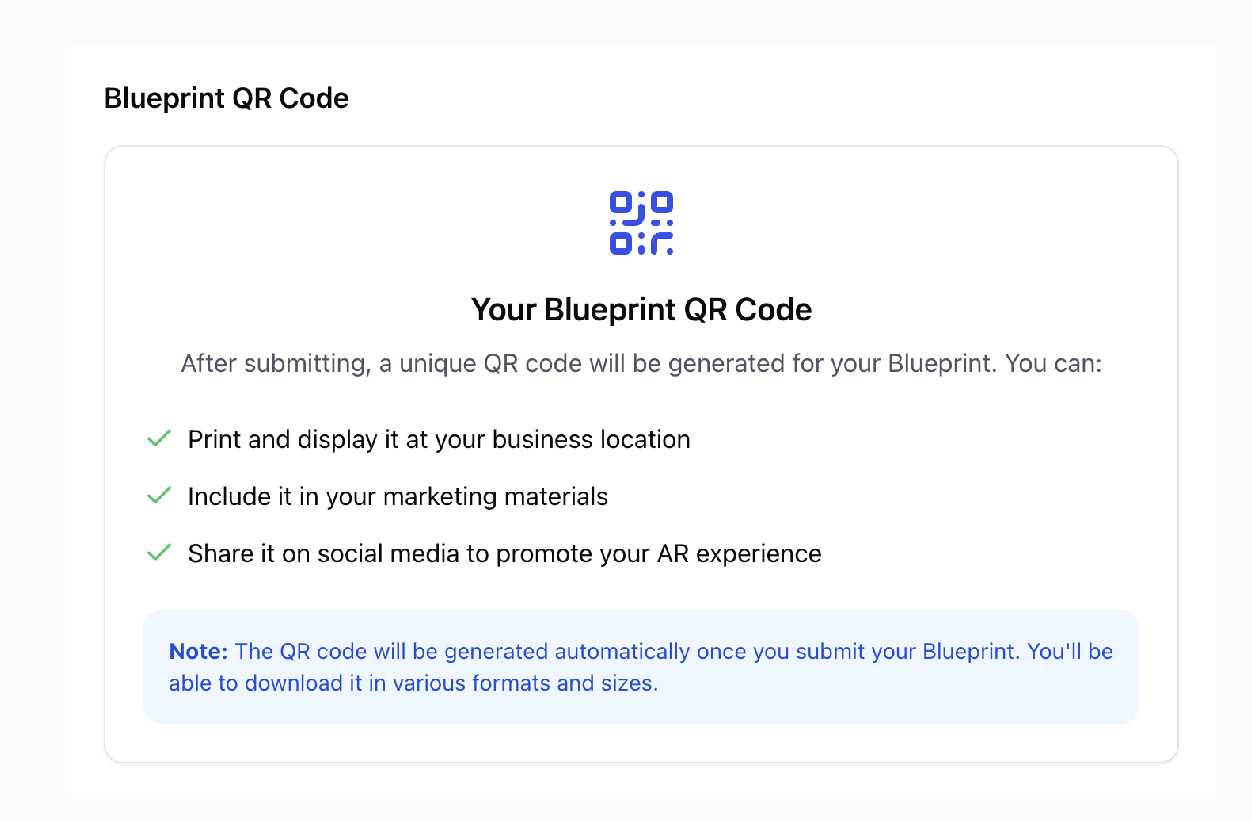 Blueprint QR Code
Your Blueprint QR Code
After submitting, a unique QR code will be generated for your Blueprint. You can:
Print and display it at your business location
Include it in your marketing materials
Share it on social media to promote your AR experience
Note: The QR code will be generated automatically once you submit your Blueprint. You'll be
able to download it in various formats and sizes.